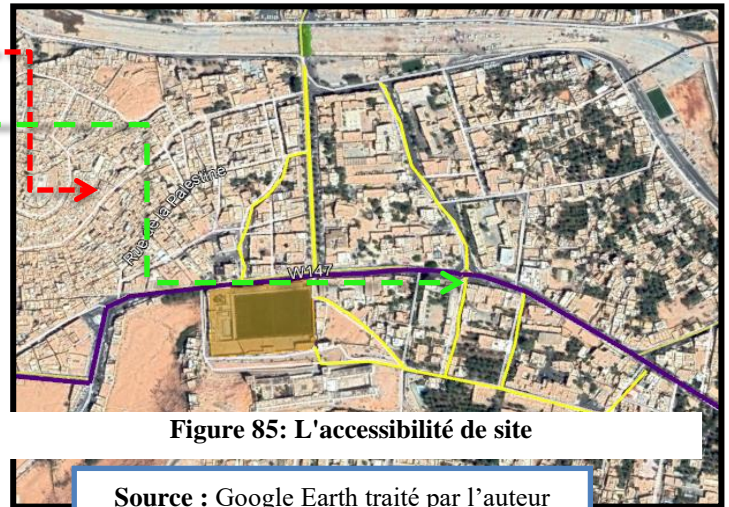 Rue de la Palestine
W147
Figure 85: L'accessibilité de site
Source : Google Earth traité par l'auteur